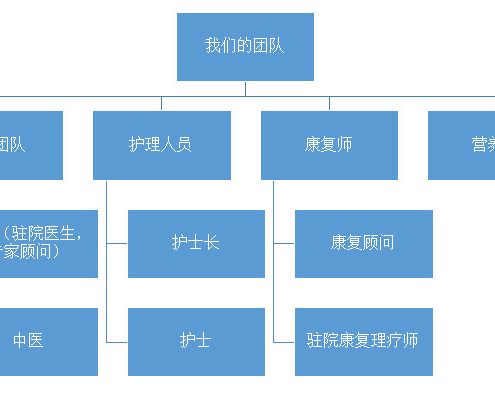 我们的团队
团队
护理人员
康复师
营养
（驻院医生，
家顾问）
护士长
康复顾问
中医
护士
驻院康复理疗师